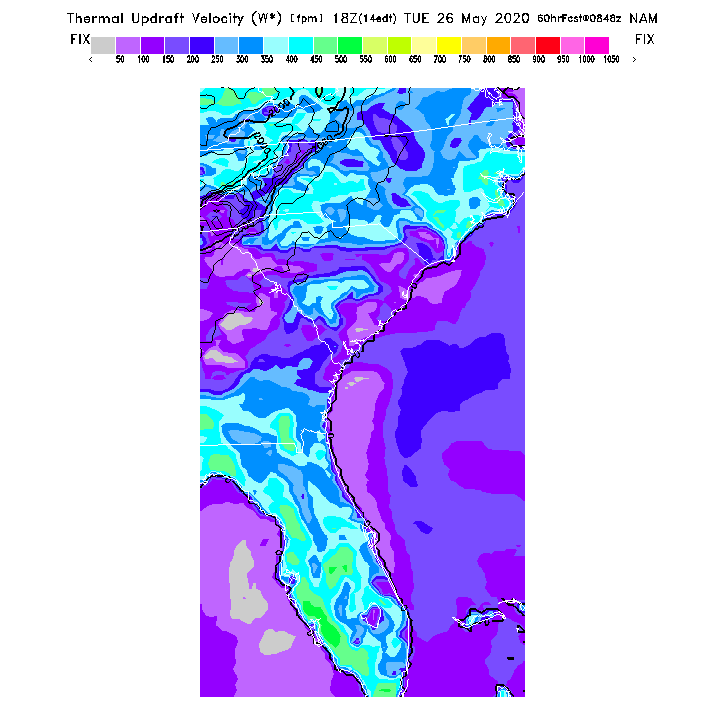 Thermal Updraft Velocity (W*) [fpm] 18Z(14edt) TUE 26 May 2020 60hrFcst@0848z NAM
FIX FIX
< 50 100 150 200 250 300 350 400 450 500 550 600 650 700 750 800 850 900 950 1000 1050 >